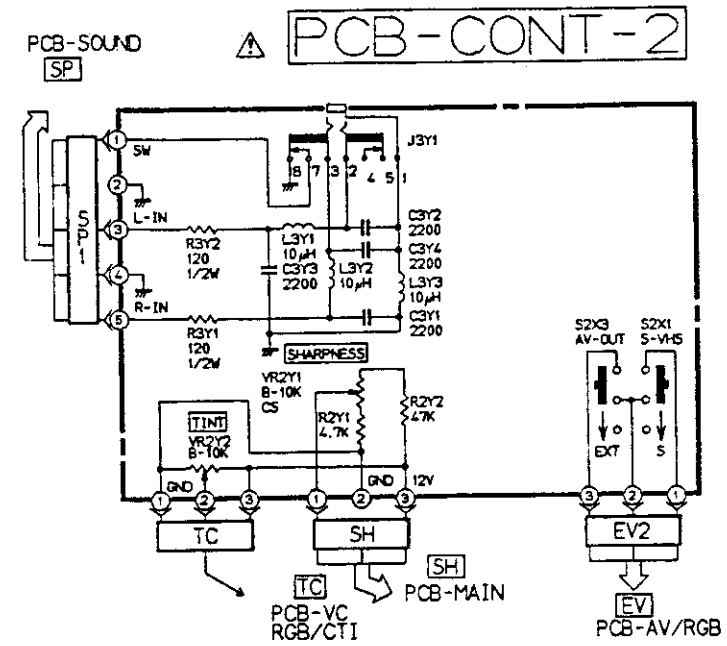 PCB-SOUND
SP
⚠ PCB-CONT-2
SP1
1
SW
2
L-IN
3
4
R-IN
5
J3Y1
8 7 3 2 4 5 1
R3Y2
120
1/2W
L3Y1
10μH
C3Y3
2200
L3Y2
10μH
C3Y2
2200
C3Y4
2200
L3Y3
10μH
C3Y1
2200
R3Y1
120
1/2W
SHARPNESS
VR2Y1
B-10K
CS
R2Y1
4.7K
R2Y2
47K
TINT
VR2Y2
B-10K
S2X3
AV-OUT
S2X1
S-VHS
EXT
S
GND
GND
12V
1 2 3
1 2 3
3 2 1
TC
SH
EV2
TC
PCB-VC
RGB/CTI
SH
PCB-MAIN
EV
PCB-AV/RGB